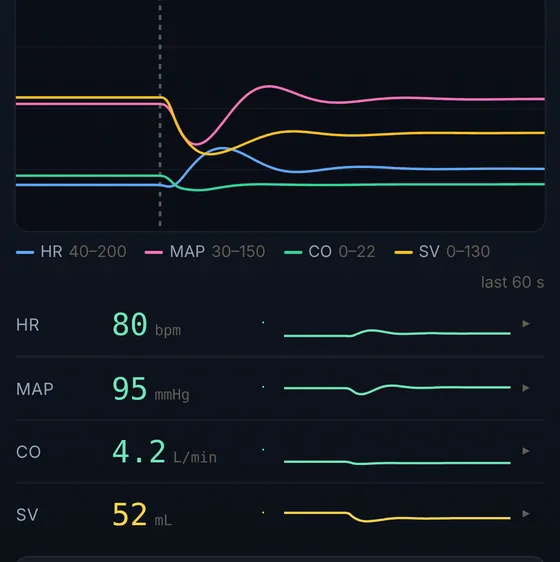 HR 40–200 MAP 30–150 CO 0–22 SV 0–130
last 60 s
HR 80 bpm
MAP 95 mmHg
CO 4.2 L/min
SV 52 mL